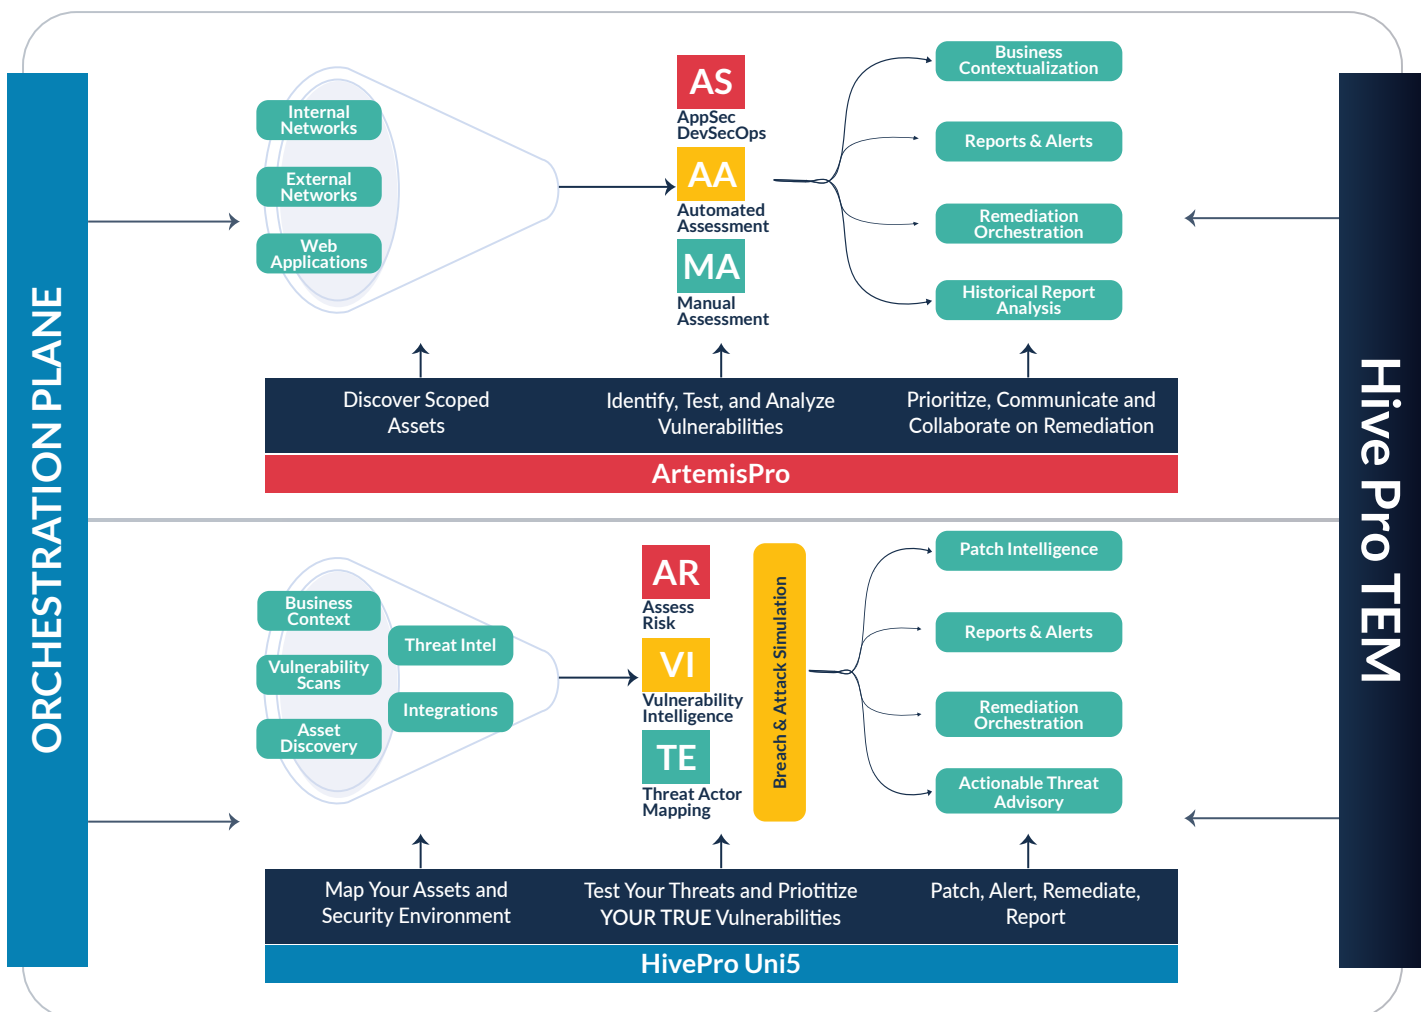 ORCHESTRATION PLANE
Internal
Networks
External
Networks
Web
Applications
AS
AppSec
DevSecOps
AA
Automated
Assessment
MA
Manual
Assessment
Business
Contextualization
Reports & Alerts
Remediation
Orchestration
Historical Report
Analysis
Discover Scoped
Assets
Identify, Test, and Analyze
Vulnerabilities
Prioritize, Communicate and
Collaborate on Remediation
ArtemisPro
Business
Context
Vulnerability
Scans
Asset
Discovery
Threat Intel
Integrations
AR
Assess
Risk
VI
Vulnerability
Intelligence
TE
Threat Actor
Mapping
Breach & Attack Simulation
Patch Intelligence
Reports & Alerts
Remediation
Orchestration
Actionable Threat
Advisory
Map Your Assets and
Security Environment
Test Your Threats and Priotitize
YOUR TRUE Vulnerabilities
Patch, Alert, Remediate,
Report
HivePro Uni5
Hive Pro TEM